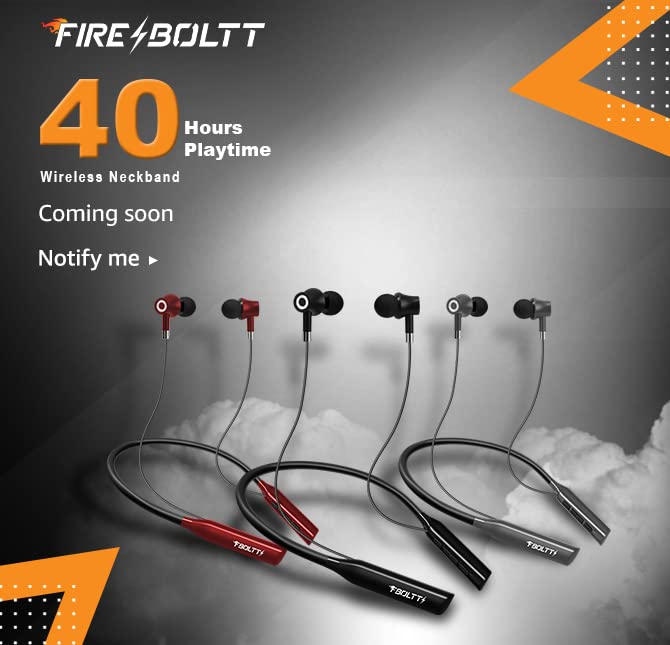 FIRE BOLTT
40 Hours
Playtime
Wireless Neckband
Coming soon
Notify me ▸
BOLTT
BOLTT
BOLTT